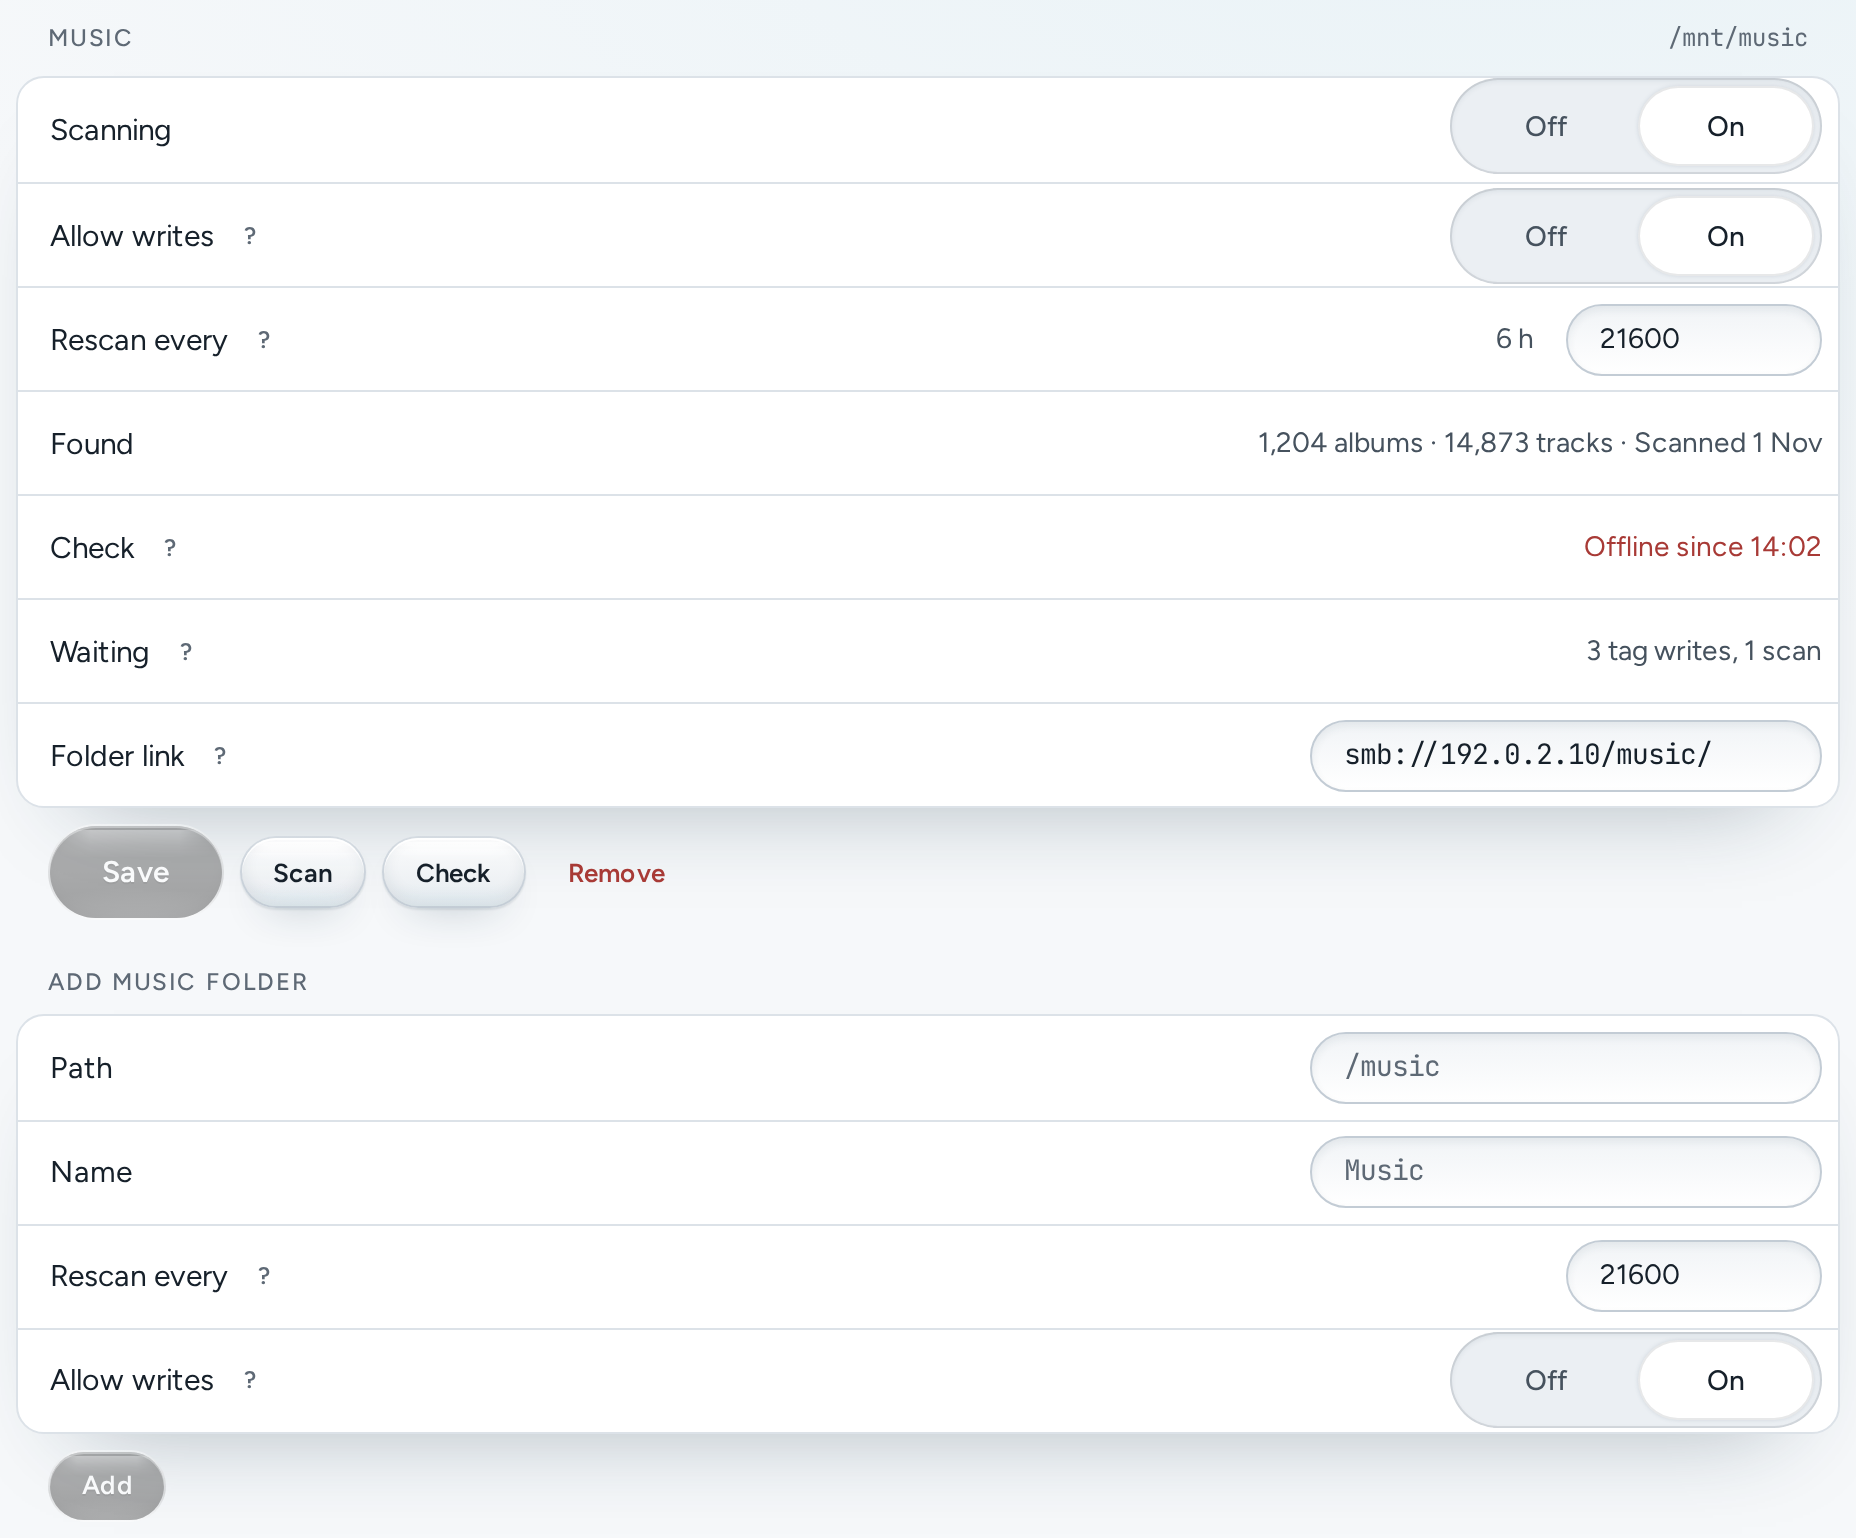 MUSIC /mnt/music
Scanning Off On
Allow writes ? Off On
Rescan every ? 6 h 21600
Found 1,204 albums · 14,873 tracks · Scanned 1 Nov
Check ? Offline since 14:02
Waiting ? 3 tag writes, 1 scan
Folder link ? smb://192.0.2.10/music/
Save Scan Check Remove
ADD MUSIC FOLDER
Path /music
Name Music
Rescan every ? 21600
Allow writes ? Off On
Add